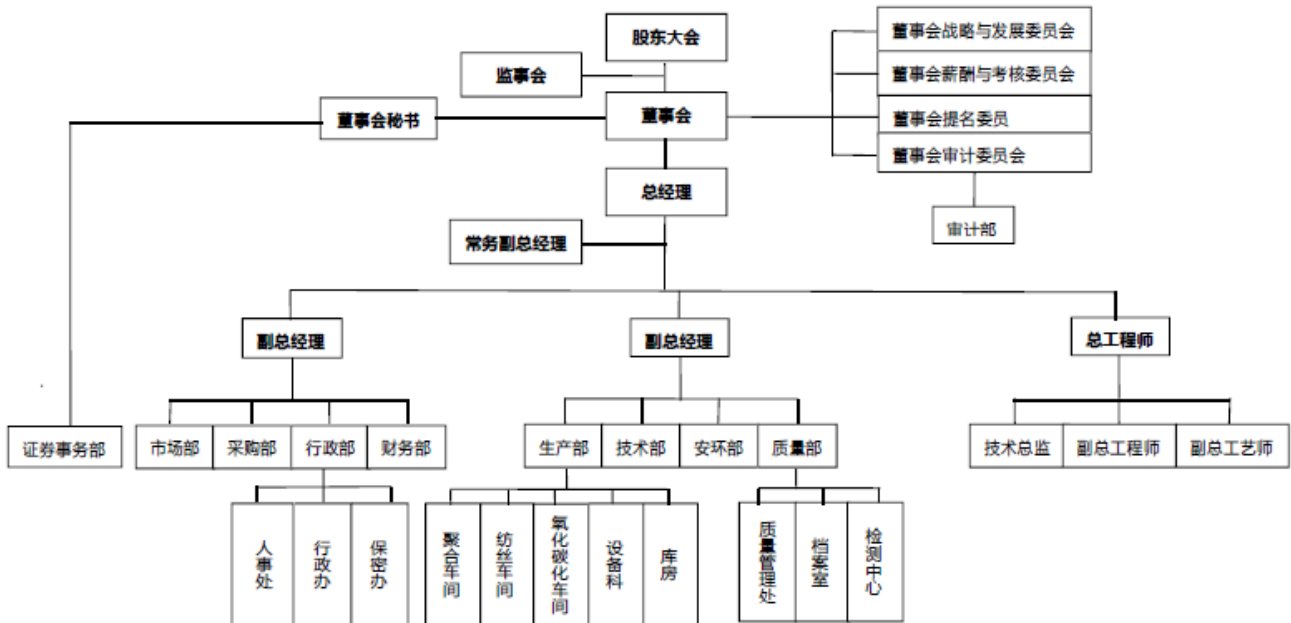 股东大会
监事会
董事会秘书
董事会
董事会战略与发展委员会
董事会薪酬与考核委员会
董事会提名委员
董事会审计委员会
审计部
总经理
常务副总经理
副总经理
副总经理
总工程师
证券事务部
市场部
采购部
行政部
财务部
生产部
技术部
安环部
质量部
技术总监
副总工程师
副总工艺师
人事处
行政办
保密办
聚合车间
纺丝车间
氧化碳化车间
设备科
库房
质量管理处
档案室
检测中心